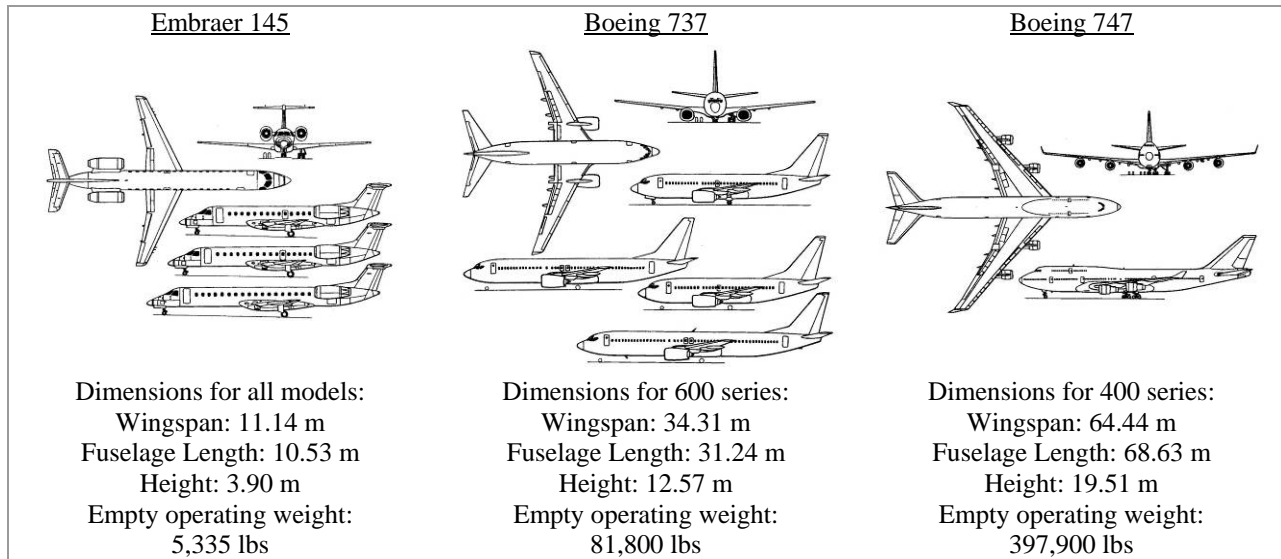 Embraer 145
Dimensions for all models:
Wingspan: 11.14 m
Fuselage Length: 10.53 m
Height: 3.90 m
Empty operating weight:
5,335 lbs
Boeing 737
Dimensions for 600 series:
Wingspan: 34.31 m
Fuselage Length: 31.24 m
Height: 12.57 m
Empty operating weight:
81,800 lbs
Boeing 747
Dimensions for 400 series:
Wingspan: 64.44 m
Fuselage Length: 68.63 m
Height: 19.51 m
Empty operating weight:
397,900 lbs